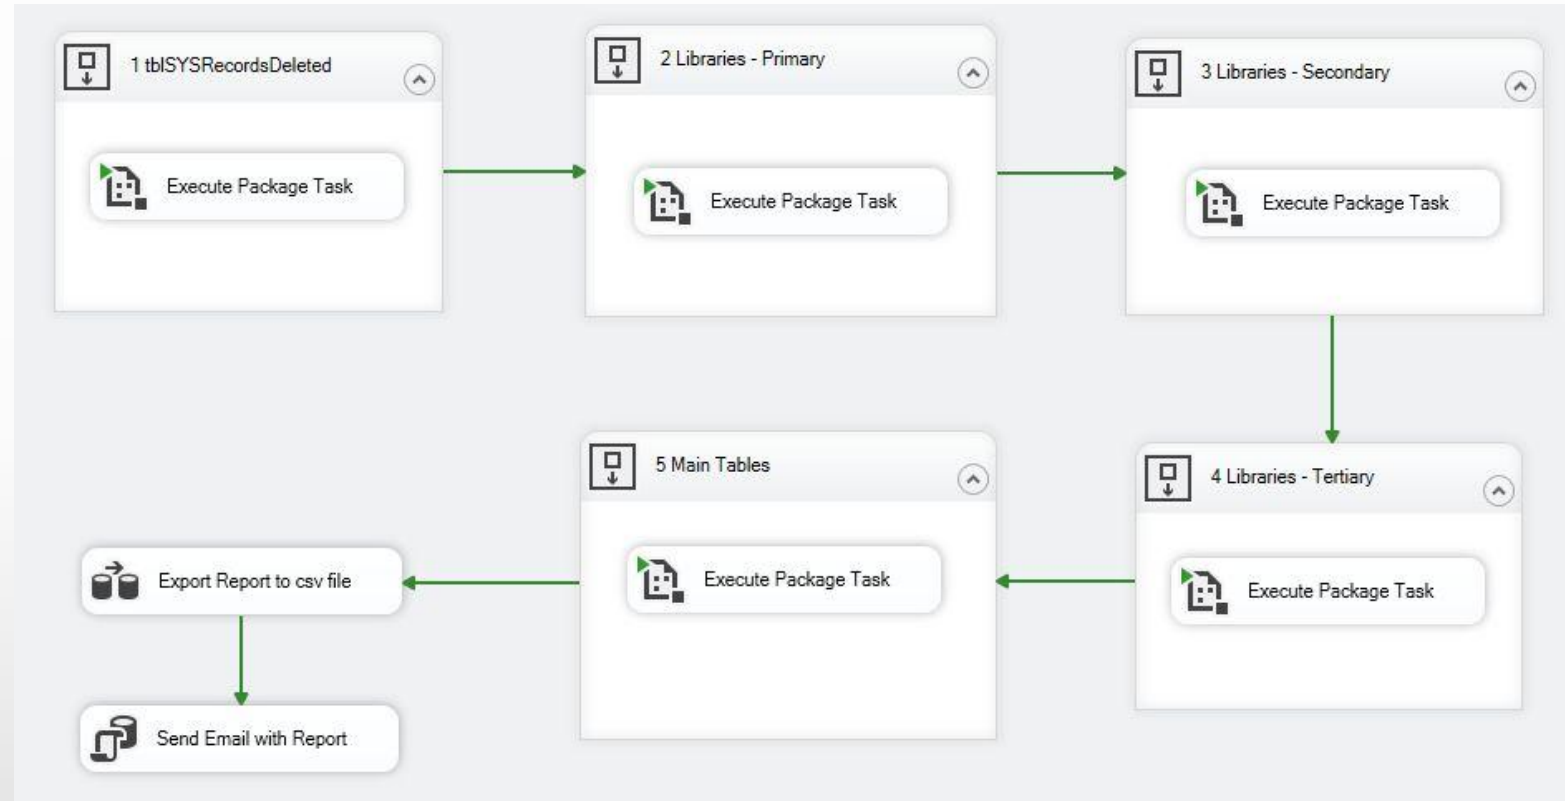 1 tblSYSRecordsDeleted
Execute Package Task
2 Libraries - Primary
Execute Package Task
3 Libraries - Secondary
Execute Package Task
4 Libraries - Tertiary
Execute Package Task
5 Main Tables
Execute Package Task
Export Report to csv file
Send Email with Report